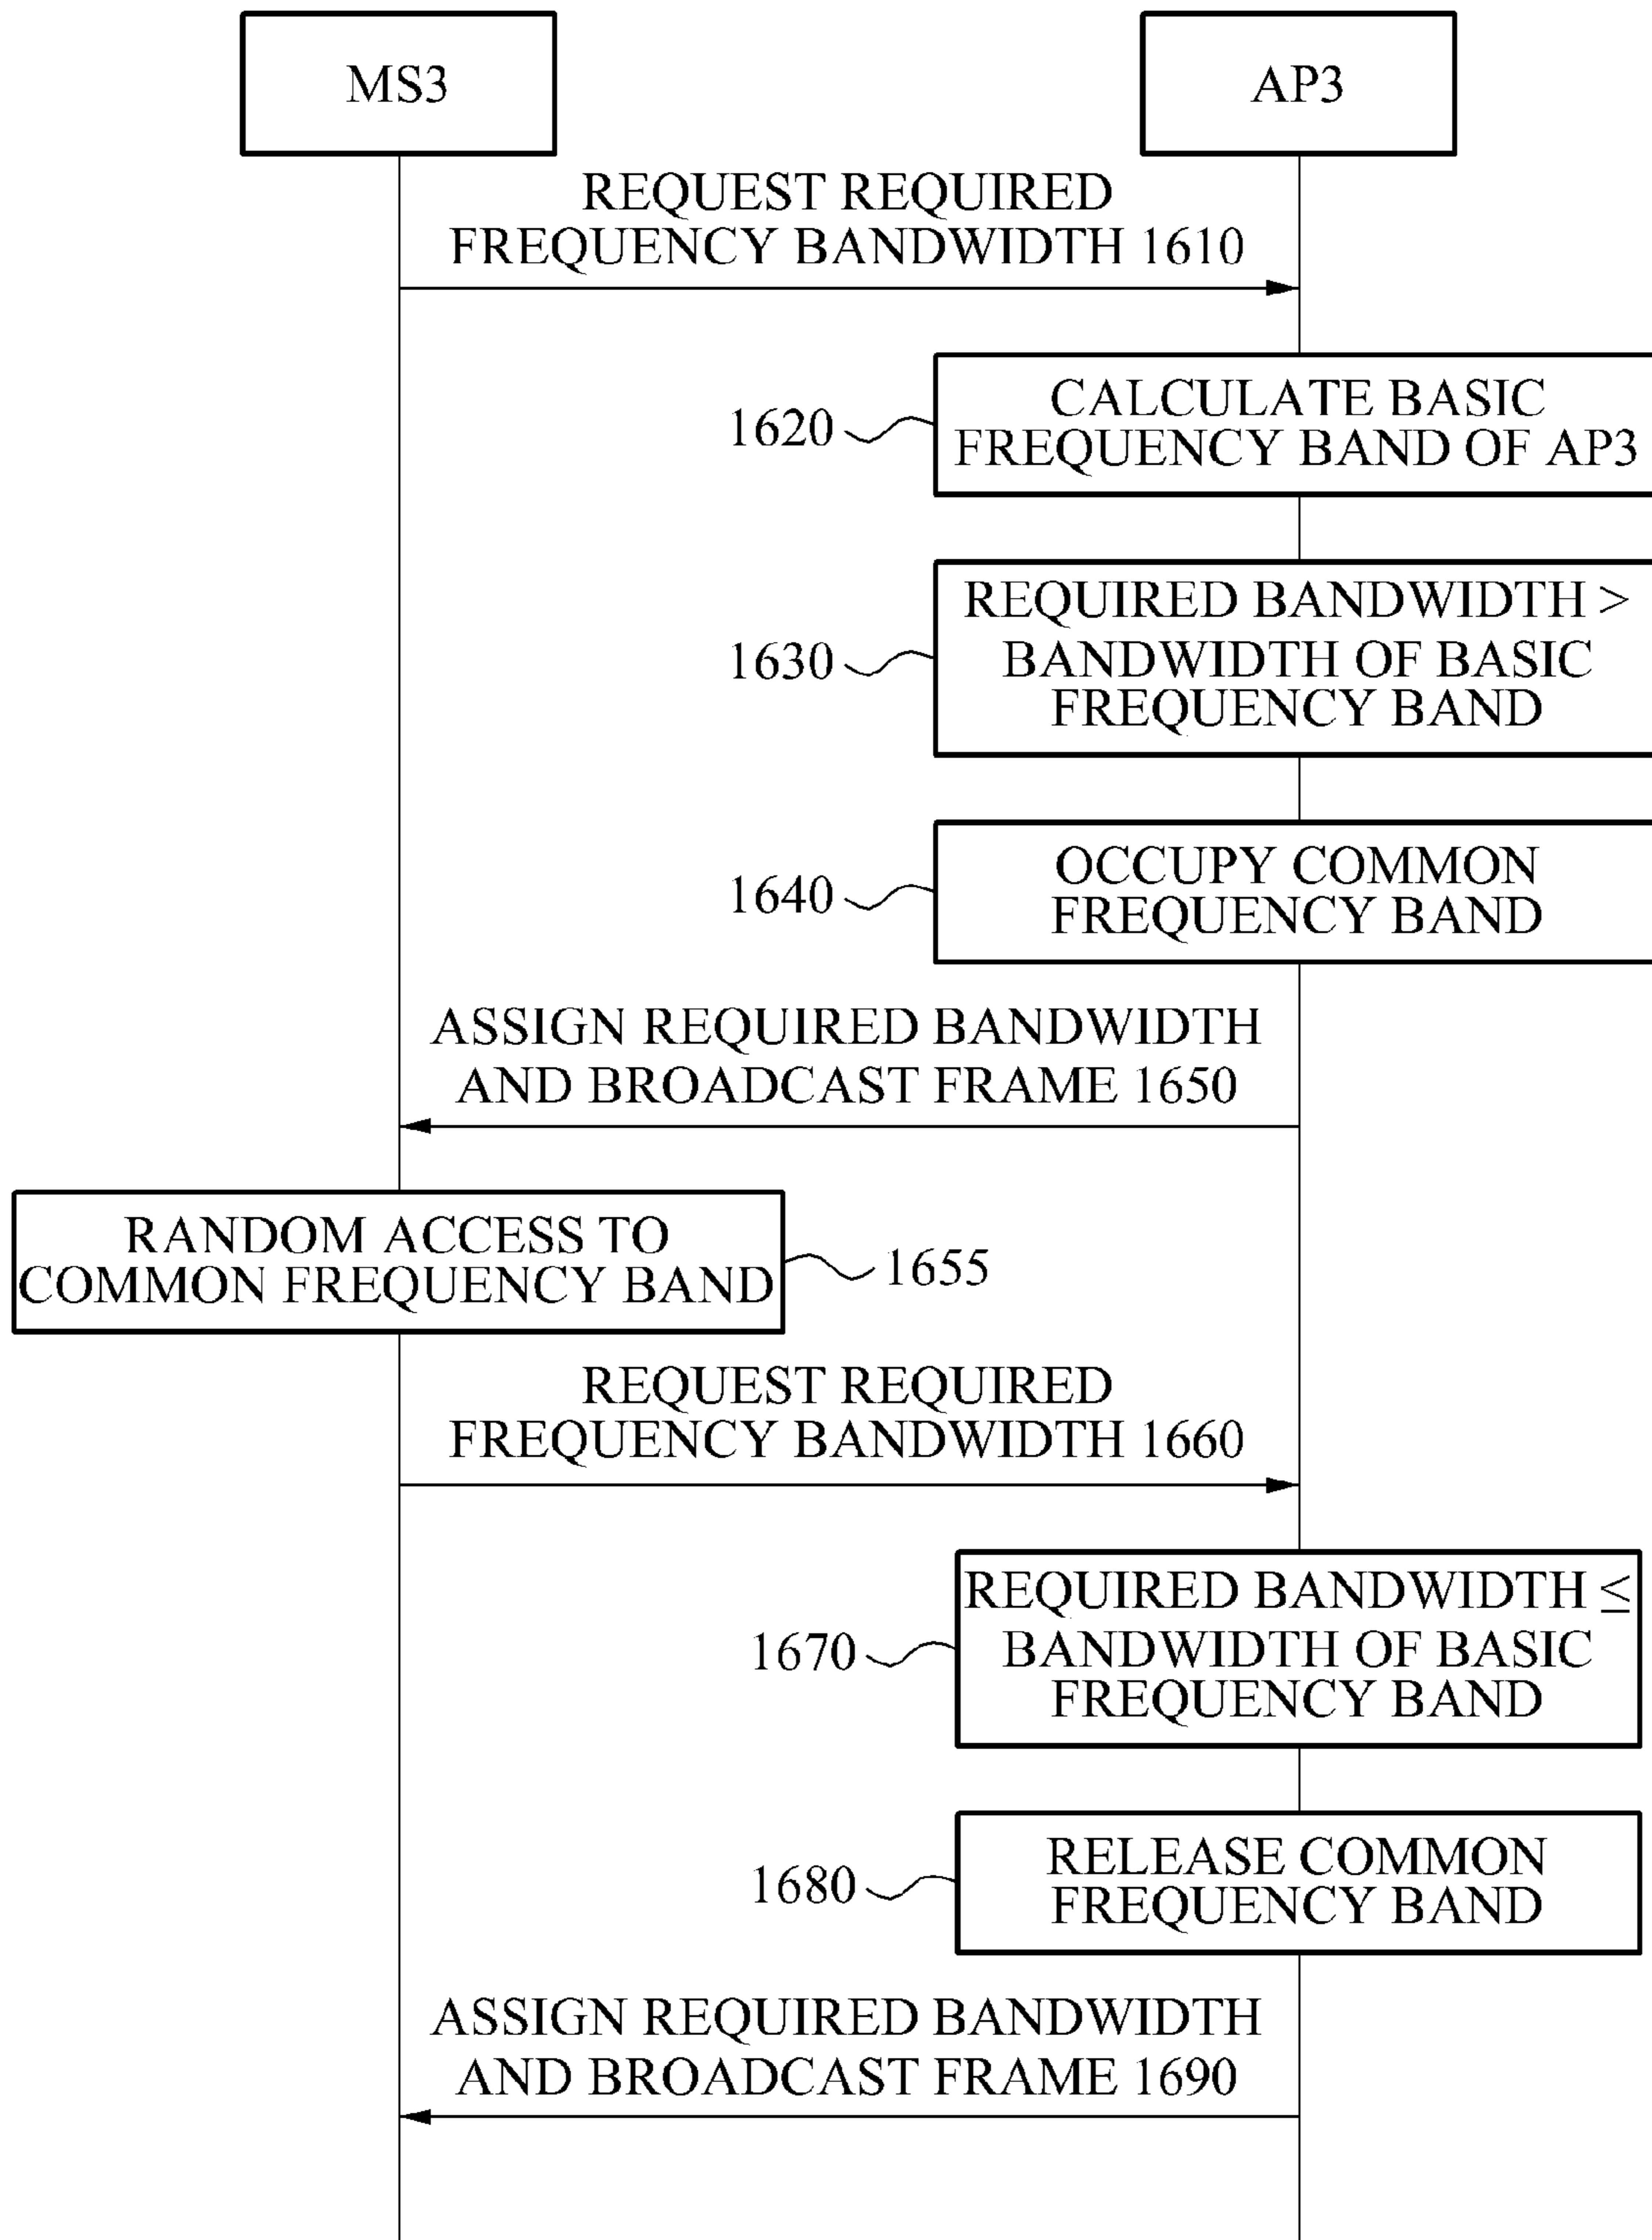 MS3
AP3
REQUEST REQUIRED
FREQUENCY BANDWIDTH 1610
CALCULATE BASIC
FREQUENCY BAND OF AP3
1620
REQUIRED BANDWIDTH >
BANDWIDTH OF BASIC
FREQUENCY BAND
1630
OCCUPY COMMON
FREQUENCY BAND
1640
ASSIGN REQUIRED BANDWIDTH
AND BROADCAST FRAME 1650
RANDOM ACCESS TO
COMMON FREQUENCY BAND
1655
REQUEST REQUIRED
FREQUENCY BANDWIDTH 1660
REQUIRED BANDWIDTH ≤
BANDWIDTH OF BASIC
FREQUENCY BAND
1670
RELEASE COMMON
FREQUENCY BAND
1680
ASSIGN REQUIRED BANDWIDTH
AND BROADCAST FRAME 1690